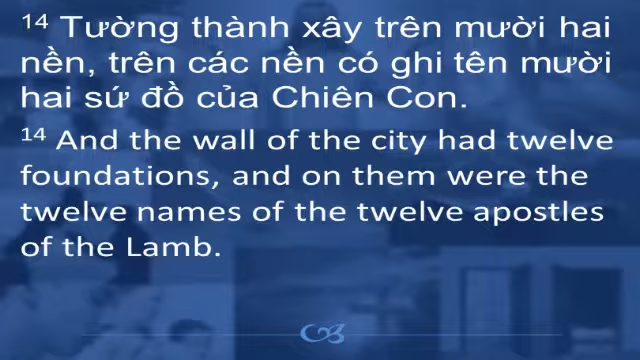 14 Tường thành xây trên mười hai
nền, trên các nền có ghi tên mười
hai sứ đồ của Chiên Con.
14 And the wall of the city had twelve
foundations, and on them were the
twelve names of the twelve apostles
of the Lamb.